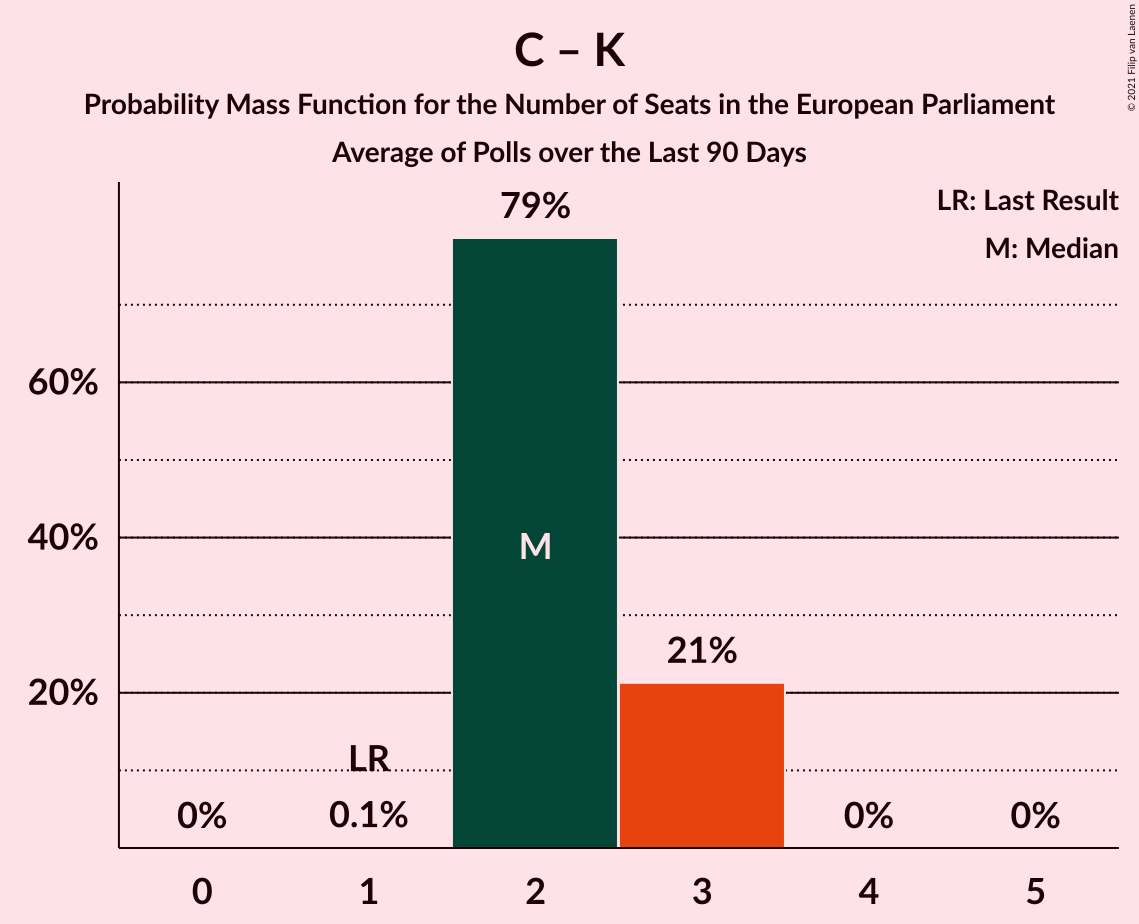 C – K
Probability Mass Function for the Number of Seats in the European Parliament
Average of Polls over the Last 90 Days
© 2021 Filip van Laenen
LR: Last Result
M: Median
79%
60%
40%
M
21%
20%
LR
0%
0.1%
0%
0%
0 1 2 3 4 5